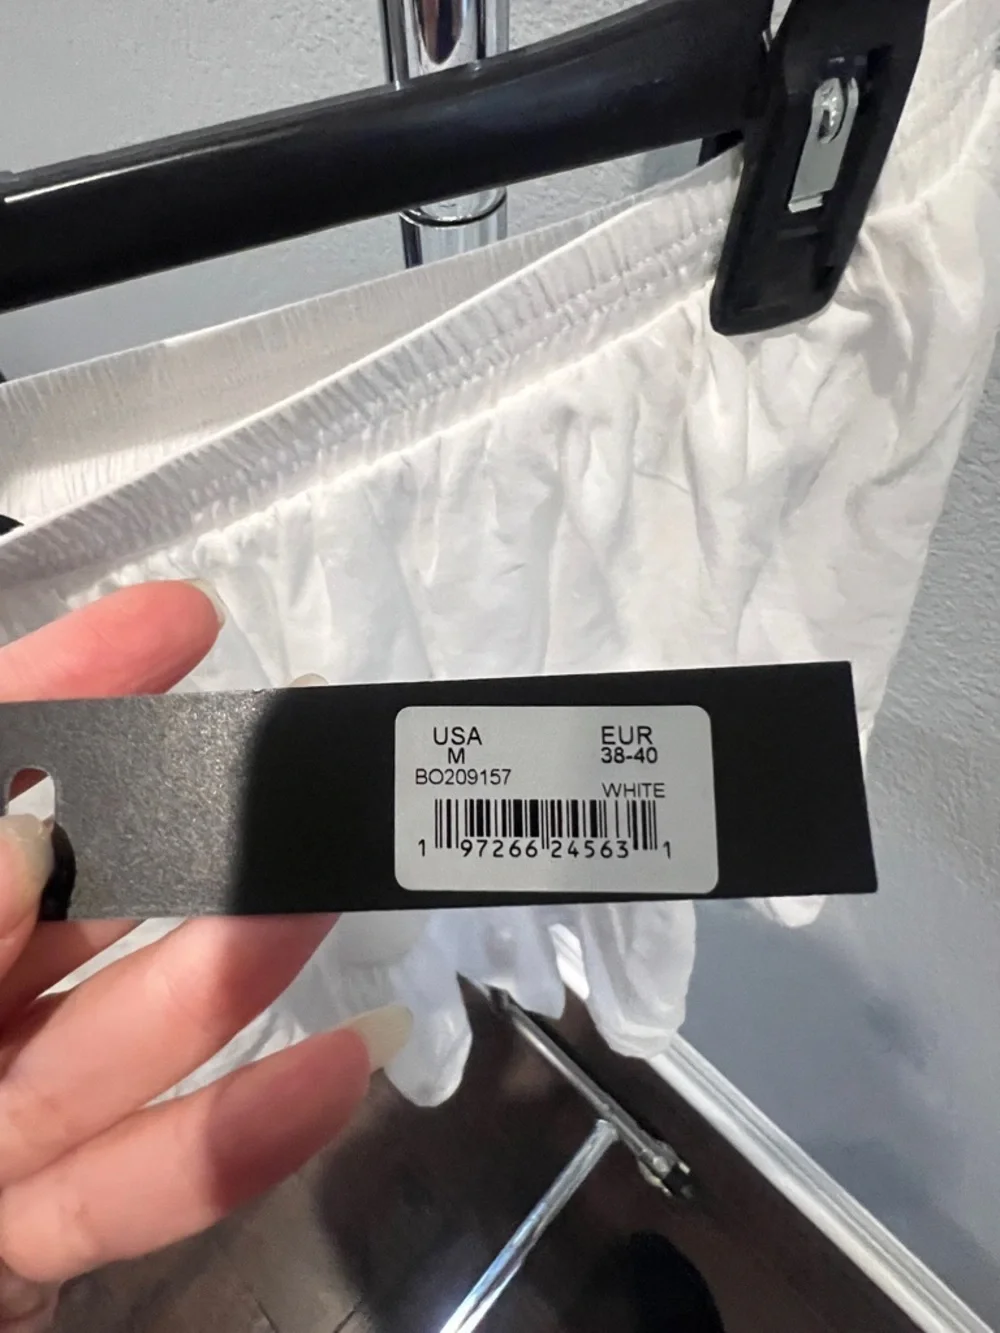 USA EUR
M 38-40
BO209157
WHITE
1 97266 24563 1